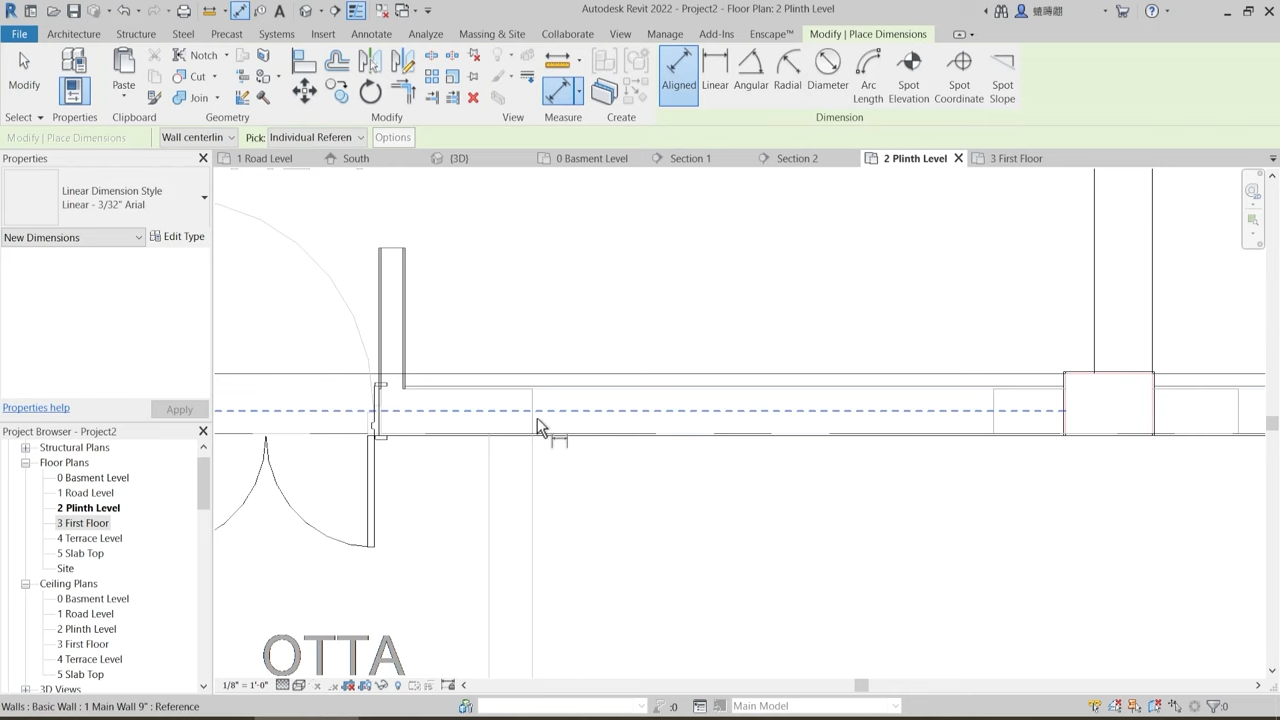 Autodesk Revit 2022 - Project2 - Floor Plan: 2 Plinth Level
File Architecture Structure Steel Precast Systems Insert Annotate Analyze Massing & Site Collaborate View Manage Add-Ins Enscape™ Modify | Place Dimensions
Modify Paste Notch Cut Join Aligned Linear Angular Radial Diameter Arc Length Spot Elevation Spot Coordinate Spot Slope
Select Properties Clipboard Geometry Modify View Measure Create Dimension
Modify | Place Dimensions Wall centerlin Pick: Individual Referen Options
Properties
1 Road Level South {3D} 0 Basment Level Section 1 Section 2 2 Plinth Level 3 First Floor
Linear Dimension Style
Linear - 3/32" Arial
New Dimensions Edit Type
Properties help Apply
Project Browser - Project2
Structural Plans
Floor Plans
0 Basment Level
1 Road Level
2 Plinth Level
3 First Floor
4 Terrace Level
5 Slab Top
Site
Ceiling Plans
0 Basment Level
1 Road Level
2 Plinth Level
3 First Floor
4 Terrace Level
5 Slab Top
3D Views
OTTA
1/8" = 1'-0"
Walls : Basic Wall : 1 Main Wall 9" : Reference :0 Main Model :0